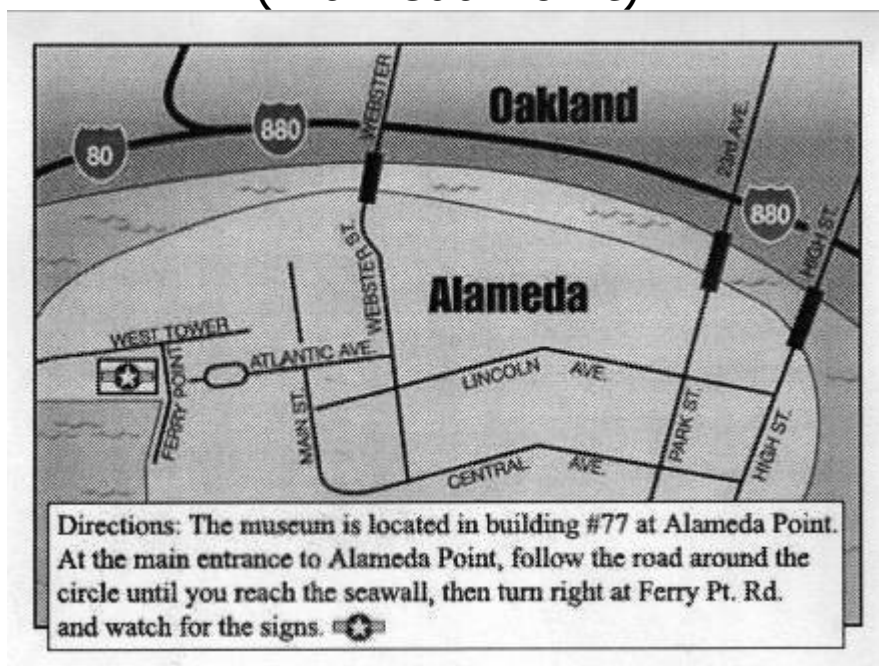 Oakland
WEBSTER
23rd AVE.
880
80
880
HIGH ST.
WEBSTER ST.
Alameda
WEST TOWER
FERRY POINT
ATLANTIC AVE.
LINCOLN AVE.
MAIN ST.
PARK ST.
HIGH ST.
CENTRAL AVE.
Directions: The museum is located in building #77 at Alameda Point.
At the main entrance to Alameda Point, follow the road around the
circle until you reach the seawall, then turn right at Ferry Pt. Rd.
and watch for the signs.